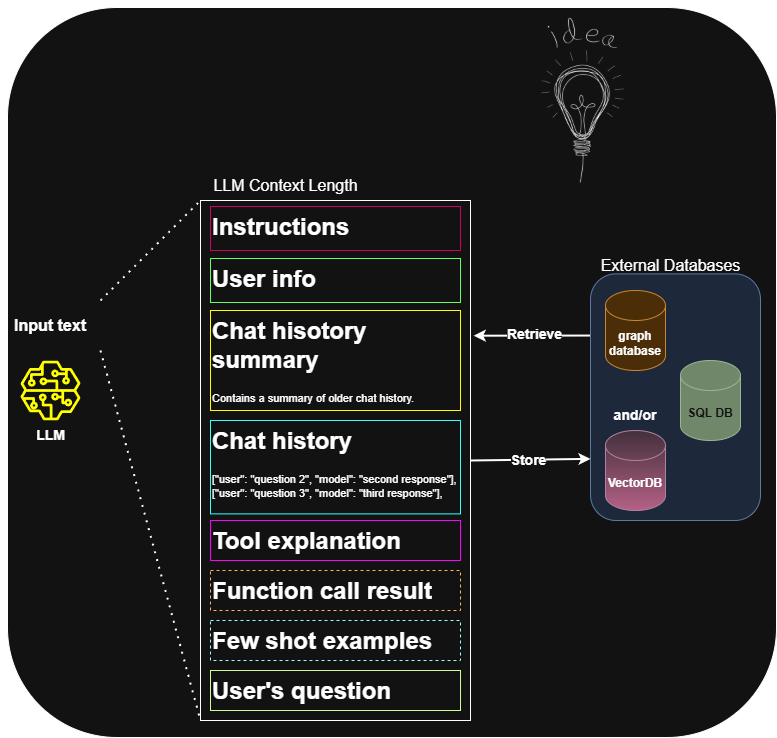 idea
LLM Context Length
Instructions
User info
Chat hisotory
summary
Contains a summary of older chat history.
Chat history
["user": "question 2", "model": "second response"],
["user": "question 3", "model": "third response"],
Tool explanation
Function call result
Few shot examples
User's question
Input text
LLM
Retrieve
Store
External Databases
graph
database
SQL DB
and/or
VectorDB